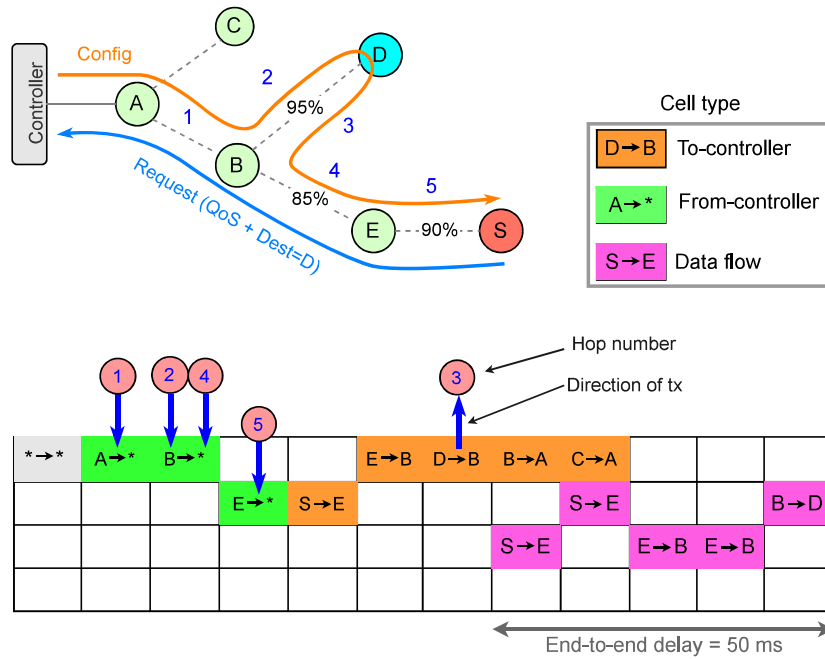 C
Config
D
2
Controller
A
1
95%
3
B
4
5
85%
E
90%
S
Request (QoS + Dest=D)
Cell type
D→B To-controller
A→* From-controller
S→E Data flow
Hop number
1
2
4
3
Direction of tx
5
*→* A→* B→* E→B D→B B→A C→A
E→* S→E S→E B→D
S→E E→B E→B
End-to-end delay = 50 ms